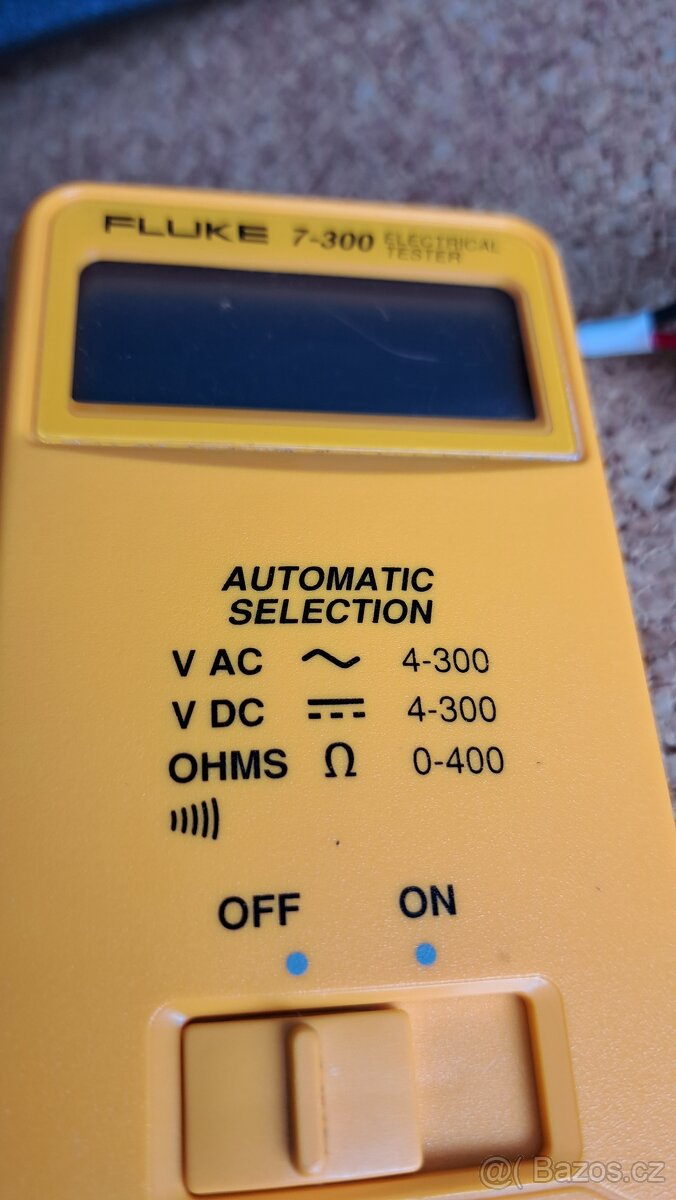 FLUKE 7-300 ELECTRICAL TESTER
AUTOMATIC
SELECTION
V AC 4-300
V DC 4-300
OHMS Ω 0-400
OFF ON
@( Bazos.cz